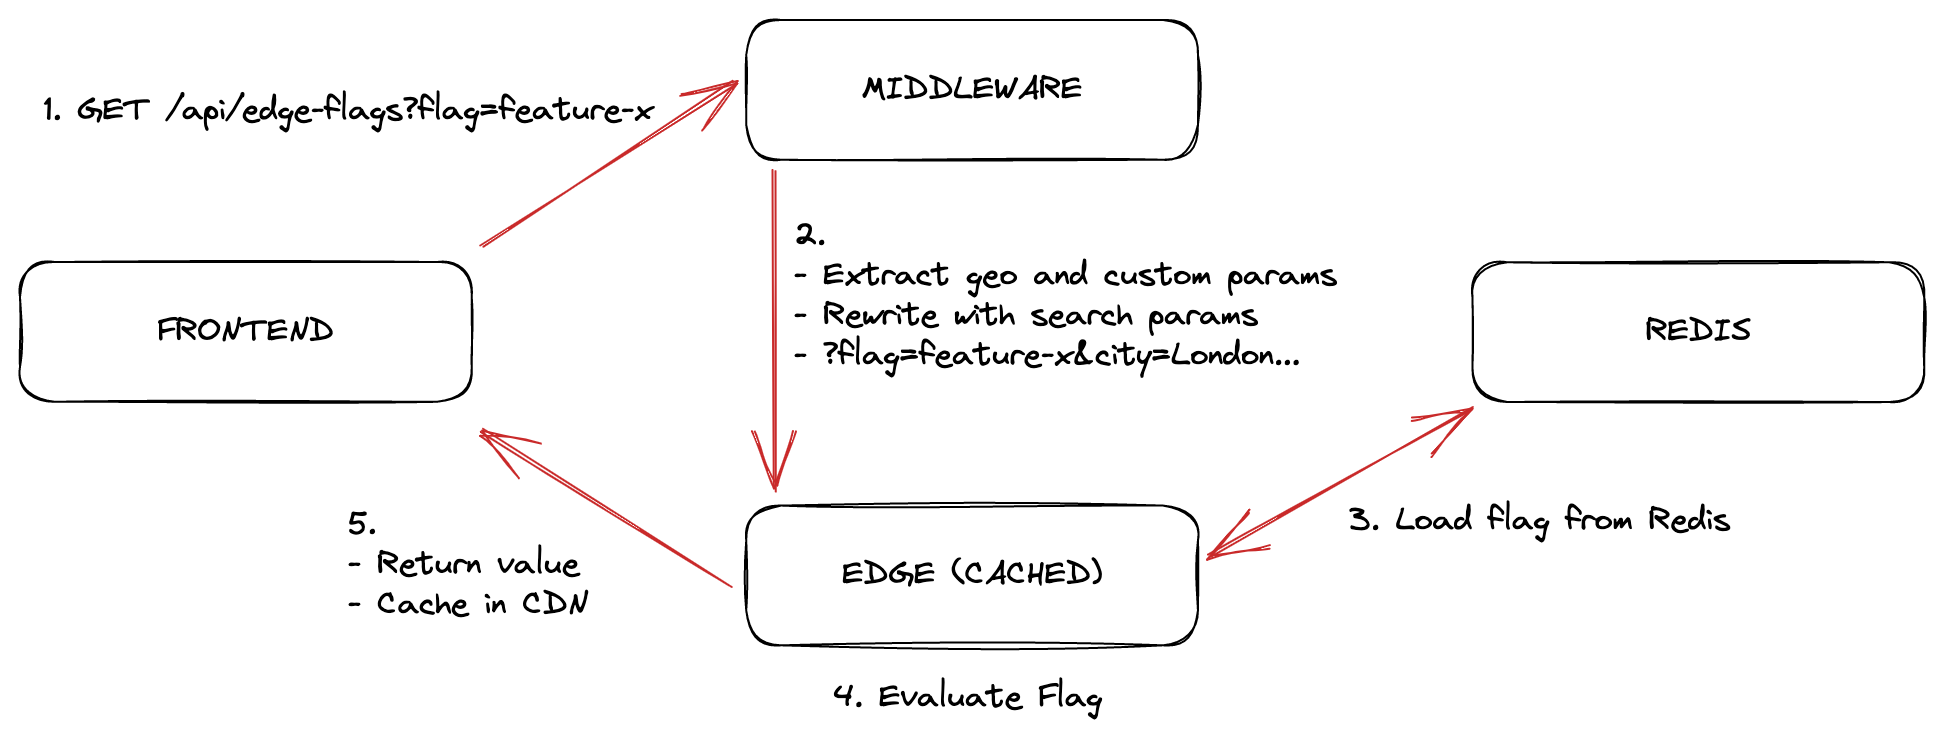 MIDDLEWARE
1. GET /api/edge-flags?flag=feature-x
2.
- Extract geo and custom params
- Rewrite with search params
- ?flag=feature-x&city=London...
FRONTEND
REDIS
3. Load flag from Redis
5.
- Return value
- Cache in CDN
EDGE (CACHED)
4. Evaluate Flag